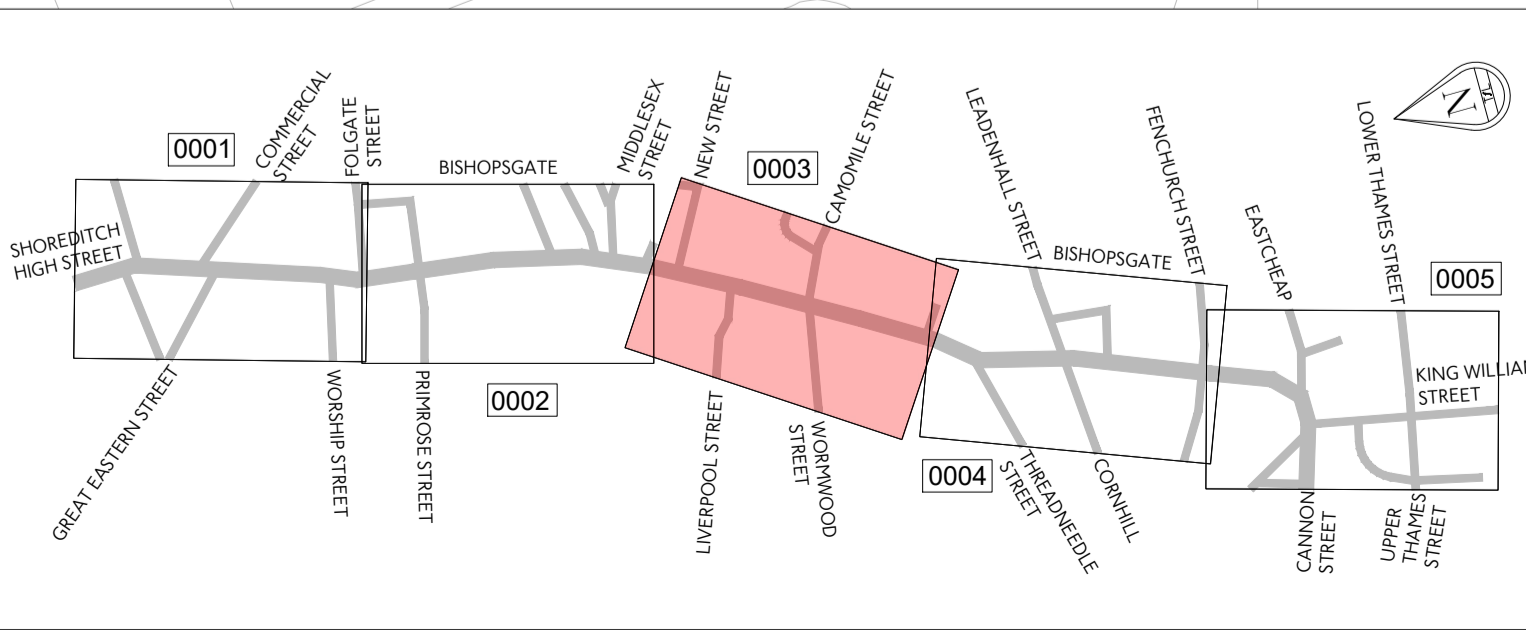 0001
COMMERCIAL
STREET
FOLGATE
STREET
BISHOPSGATE
MIDDLESEX
STREET
NEW STREET
0003
CAMOMILE STREET
LEADENHALL STREET
BISHOPSGATE
FENCHURCH STREET
EASTCHEAP
LOWER THAMES STREET
N
0005
SHOREDITCH
HIGH STREET
KING WILLIA
STREET
GREAT EASTERN STREET
WORSHIP STREET
PRIMROSE STREET
0002
LIVERPOOL STREET
WORMWOOD
STREET
0004
THREADNEEDLE
STREET
CORNHILL
CANNON
STREET
UPPER
THAMES
STREET